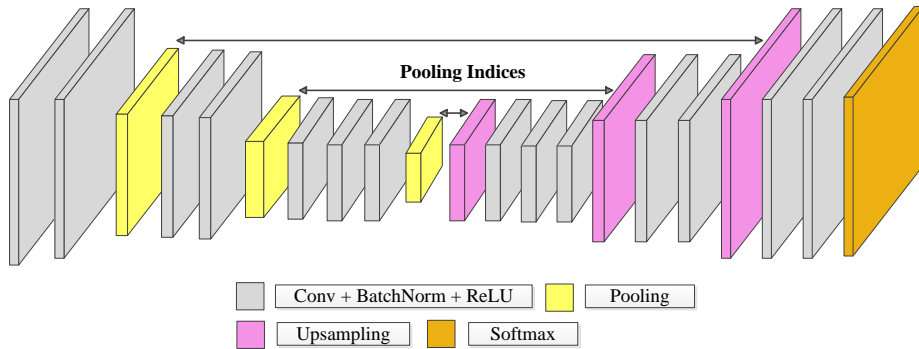 Pooling Indices
Conv + BatchNorm + ReLU
Pooling
Upsampling
Softmax